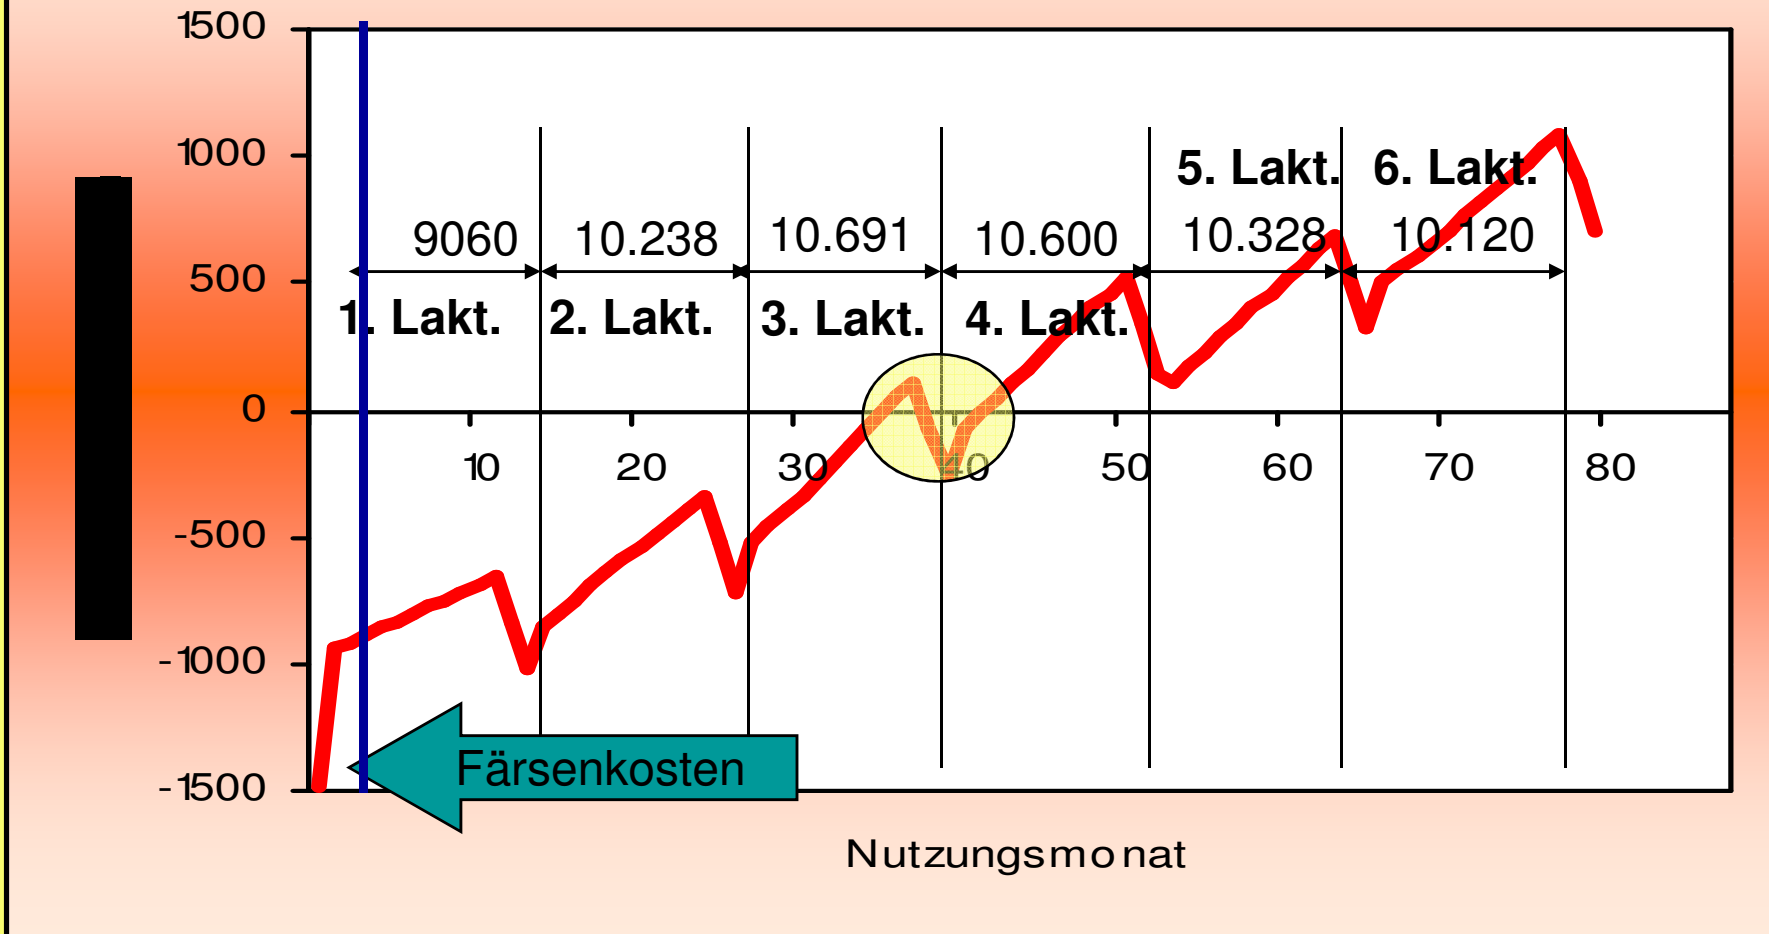 1500
1000
500
0
-500
-1000
-1500
5. Lakt. 6. Lakt.
9060 10.238 10.691 10.600 10.328 10.120
1. Lakt. 2. Lakt. 3. Lakt. 4. Lakt.
10 20 30 40 50 60 70 80
Färsenkosten
Nutzungsmonat